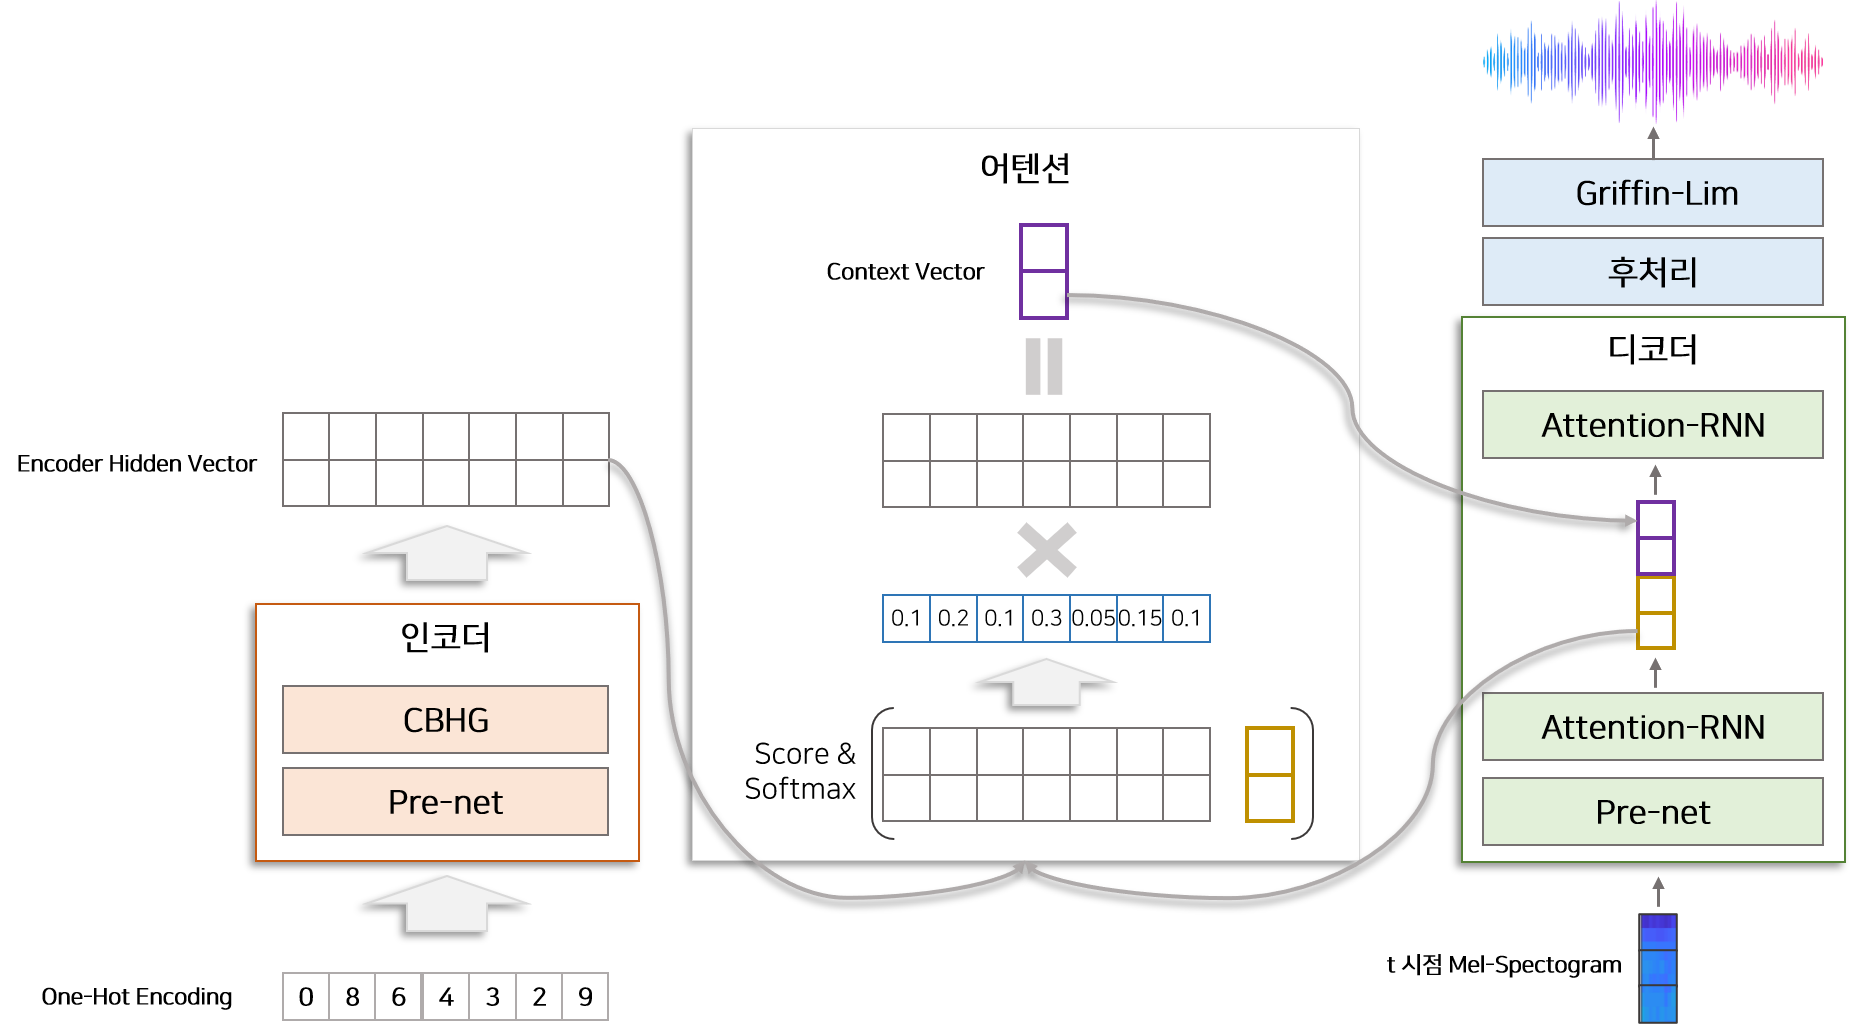 Encoder Hidden Vector
인코더
CBHG
Pre-net
One-Hot Encoding
0 8 6 4 3 2 9
어텐션
Context Vector
0.1 0.2 0.1 0.3 0.05 0.15 0.1
Score &
Softmax
Griffin-Lim
후처리
디코더
Attention-RNN
Attention-RNN
Pre-net
t 시점 Mel-Spectogram